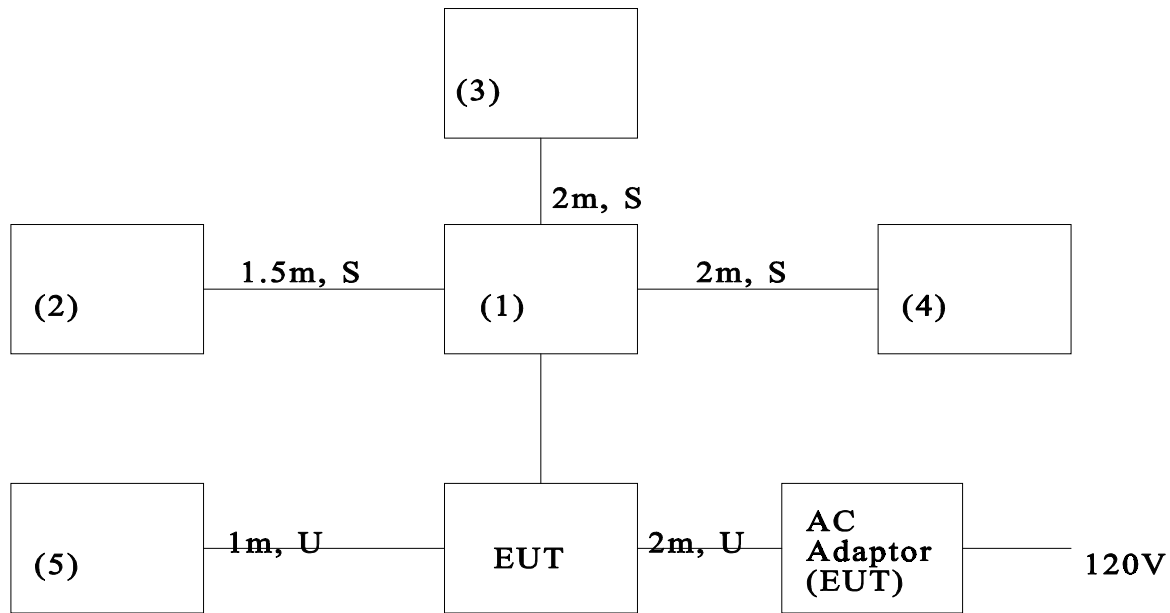 (3)
2m, S
1.5m, S
2m, S
(2)
(1)
(4)
AC
Adaptor
(EUT)
1m, U
EUT
2m, U
(5)
120V